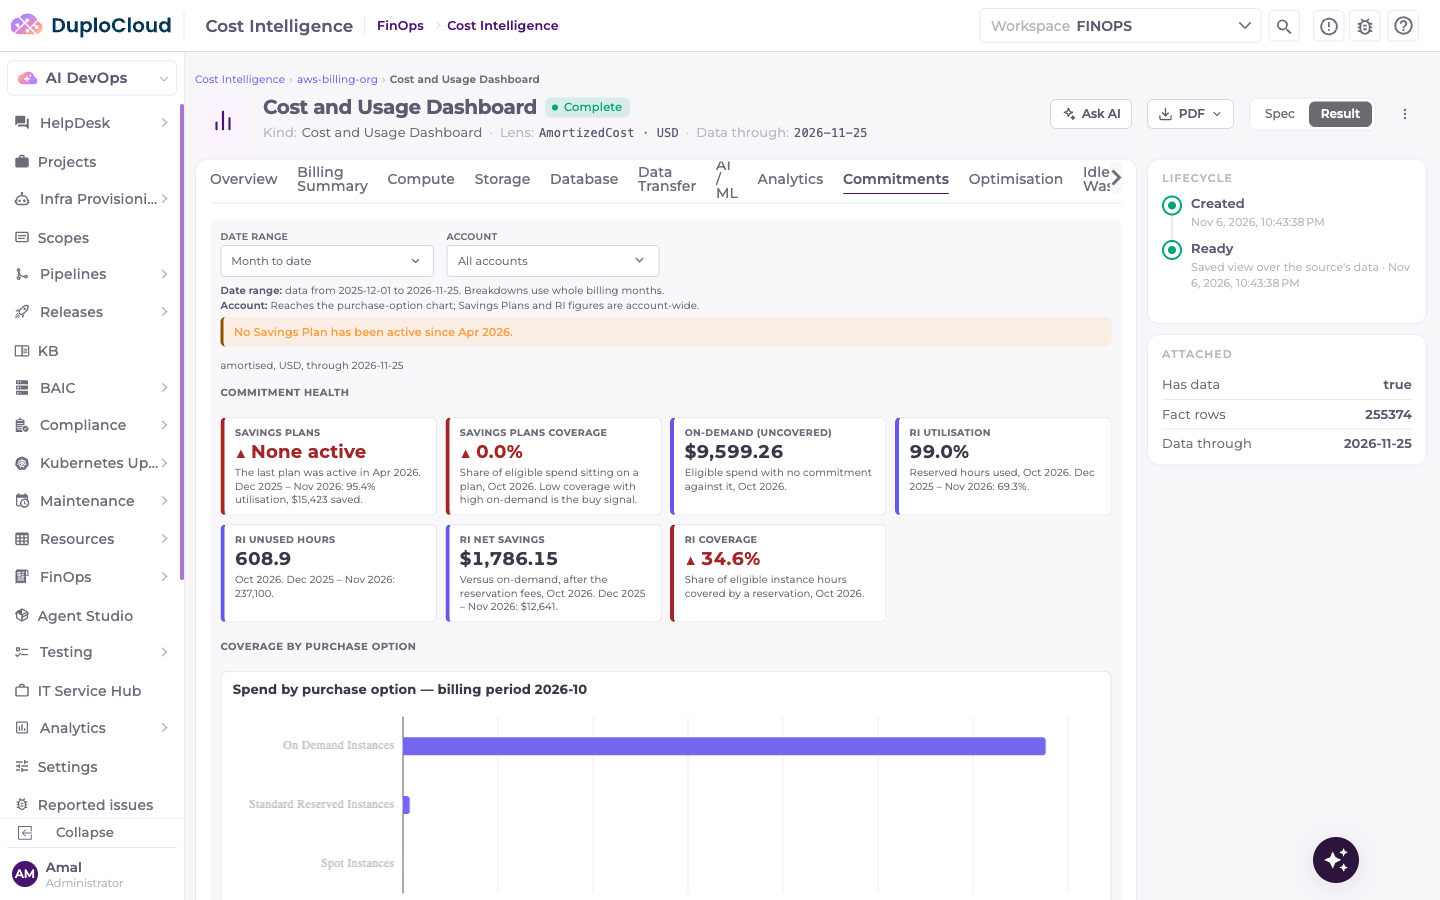 DuploCloud
Cost Intelligence
FinOps
Cost Intelligence
Workspace FINOPS
AI DevOps
HelpDesk
Projects
Infra Provisioni...
Scopes
Pipelines
Releases
KB
BAIC
Compliance
Kubernetes Up...
Maintenance
Resources
FinOps
Agent Studio
Testing
IT Service Hub
Analytics
Settings
Reported issues
Collapse
AM
Amal
Administrator
Cost Intelligence › aws-billing-org › Cost and Usage Dashboard
Cost and Usage Dashboard
Complete
Kind: Cost and Usage Dashboard · Lens: AmortizedCost · USD · Data through: 2026-11-25
Ask AI
PDF
Spec
Result
Overview
Billing Summary
Compute
Storage
Database
Data Transfer
AI / ML
Analytics
Commitments
Optimisation
Idle
DATE RANGE
Month to date
ACCOUNT
All accounts
Date range: data from 2025-12-01 to 2026-11-25. Breakdowns use whole billing months.
Account: Reaches the purchase-option chart; Savings Plans and RI figures are account-wide.
No Savings Plan has been active since Apr 2026.
amortised, USD, through 2026-11-25
COMMITMENT HEALTH
SAVINGS PLANS
▲ None active
The last plan was active in Apr 2026.
Dec 2025 – Nov 2026: 95.4%
utilisation, $15,423 saved.
SAVINGS PLANS COVERAGE
▲ 0.0%
Share of eligible spend sitting on a
plan, Oct 2026. Low coverage with
high on-demand is the buy signal.
ON-DEMAND (UNCOVERED)
$9,599.26
Eligible spend with no commitment
against it, Oct 2026.
RI UTILISATION
99.0%
Reserved hours used, Oct 2026. Dec
2025 – Nov 2026: 69.3%.
RI UNUSED HOURS
608.9
Oct 2026. Dec 2025 – Nov 2026:
237,100.
RI NET SAVINGS
$1,786.15
Versus on-demand, after the
reservation fees, Oct 2026. Dec 2025
– Nov 2026: $12,641.
RI COVERAGE
▲ 34.6%
Share of eligible instance hours
covered by a reservation, Oct 2026.
COVERAGE BY PURCHASE OPTION
Spend by purchase option — billing period 2026-10
On Demand Instances
Standard Reserved Instances
Spot Instances
LIFECYCLE
Created
Nov 6, 2026, 10:43:38 PM
Ready
Saved view over the source's data · Nov
6, 2026, 10:43:38 PM
ATTACHED
Has data true
Fact rows 255374
Data through 2026-11-25